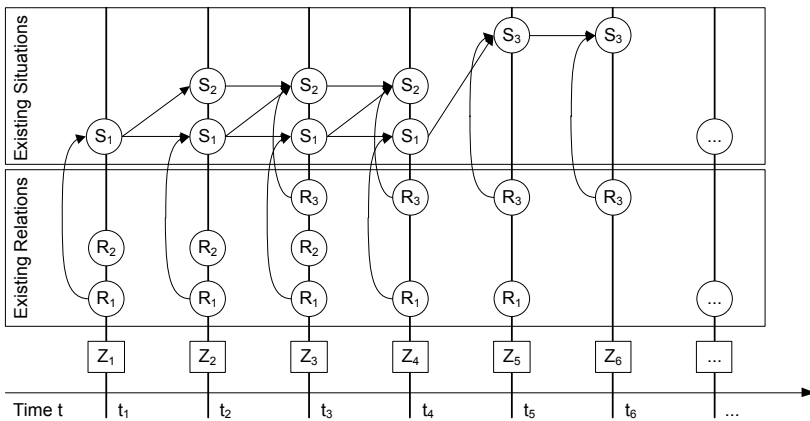 Existing Situations
S3 S3
S2 S2 S2
S1 S1 S1 S1 ...
Existing Relations
R3 R3 R3 R3
R2 R2 R2
R1 R1 R1 R1 R1 ...
Z1 Z2 Z3 Z4 Z5 Z6 ...
Time t t1 t2 t3 t4 t5 t6 ...